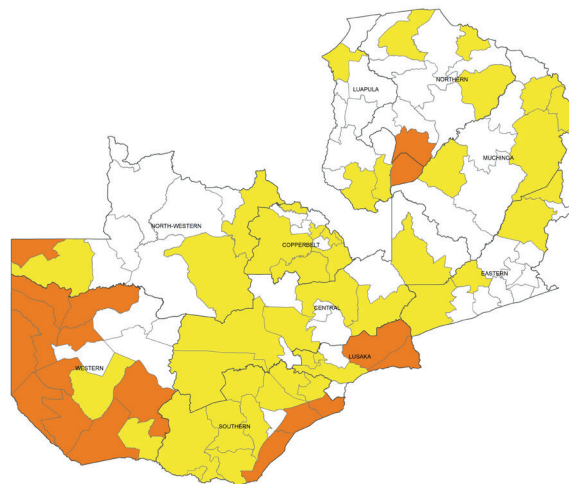 NORTHERN
LUAPULA
MUCHINGA
NORTH-WESTERN
COPPERBELT
EASTERN
CENTRAL
LUSAKA
WESTERN
SOUTHERN